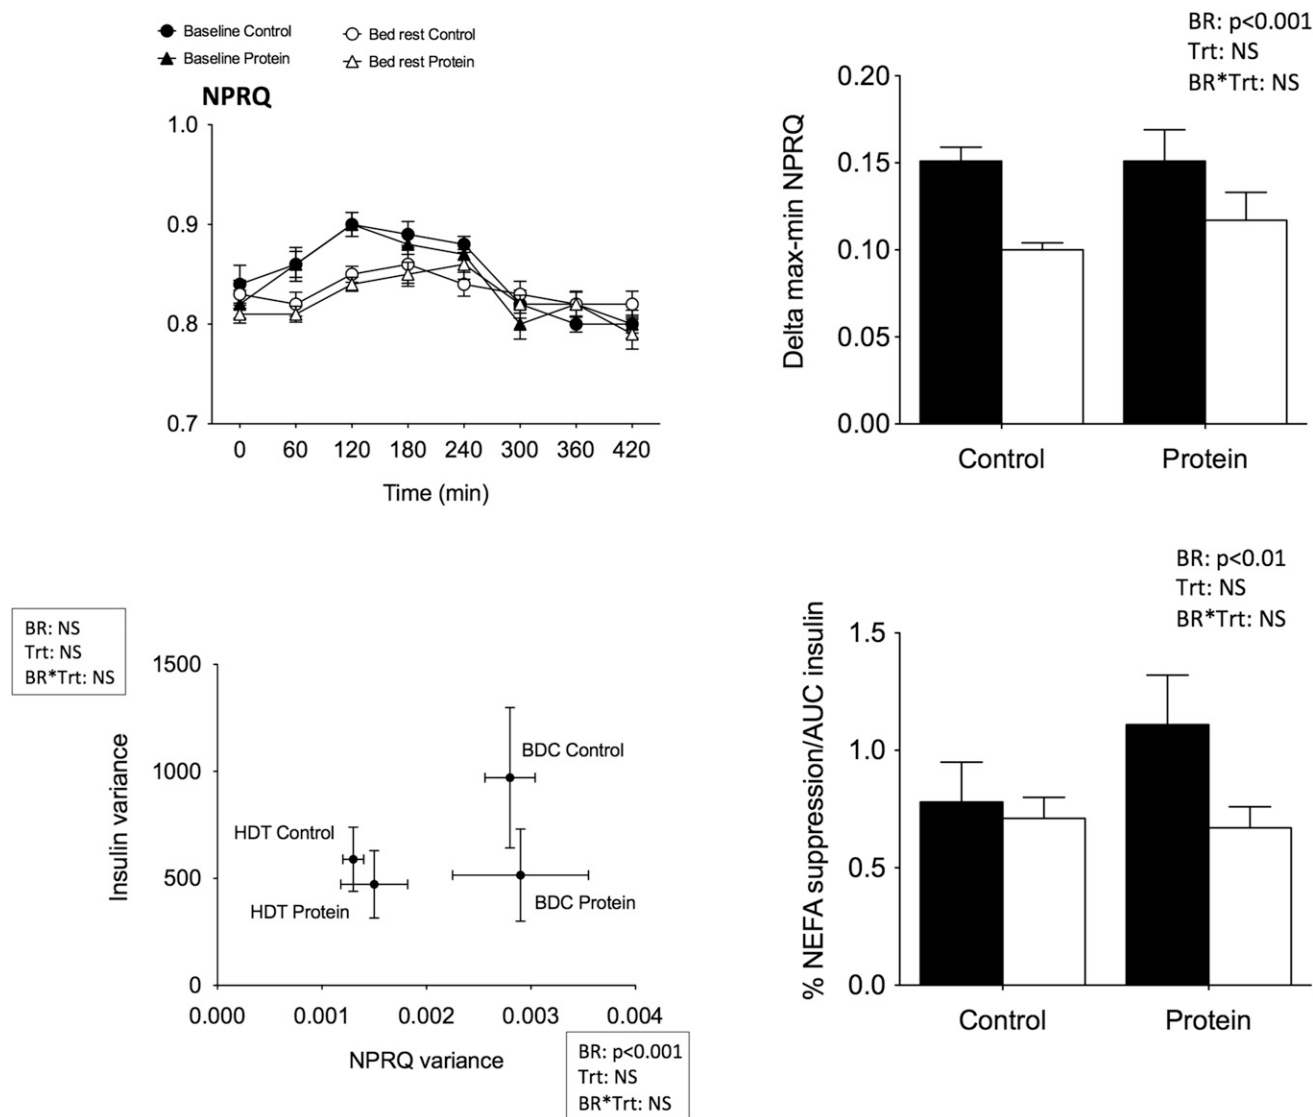 Baseline Control
Bed rest Control
Baseline Protein
Bed rest Protein
NPRQ
1.0
0.9
0.8
0.7
0 60 120 180 240 300 360 420
Time (min)
BR: p<0.001
Trt: NS
BR*Trt: NS
Delta max-min NPRQ
0.20
0.15
0.10
0.05
0.00
Control Protein
BR: NS
Trt: NS
BR*Trt: NS
Insulin variance
1500
1000
500
0
BDC Control
HDT Control
HDT Protein
BDC Protein
0.000 0.001 0.002 0.003 0.004
NPRQ variance
BR: p<0.001
Trt: NS
BR*Trt: NS
BR: p<0.01
Trt: NS
BR*Trt: NS
% NEFA suppression/AUC insulin
1.5
1.0
0.5
0.0
Control Protein